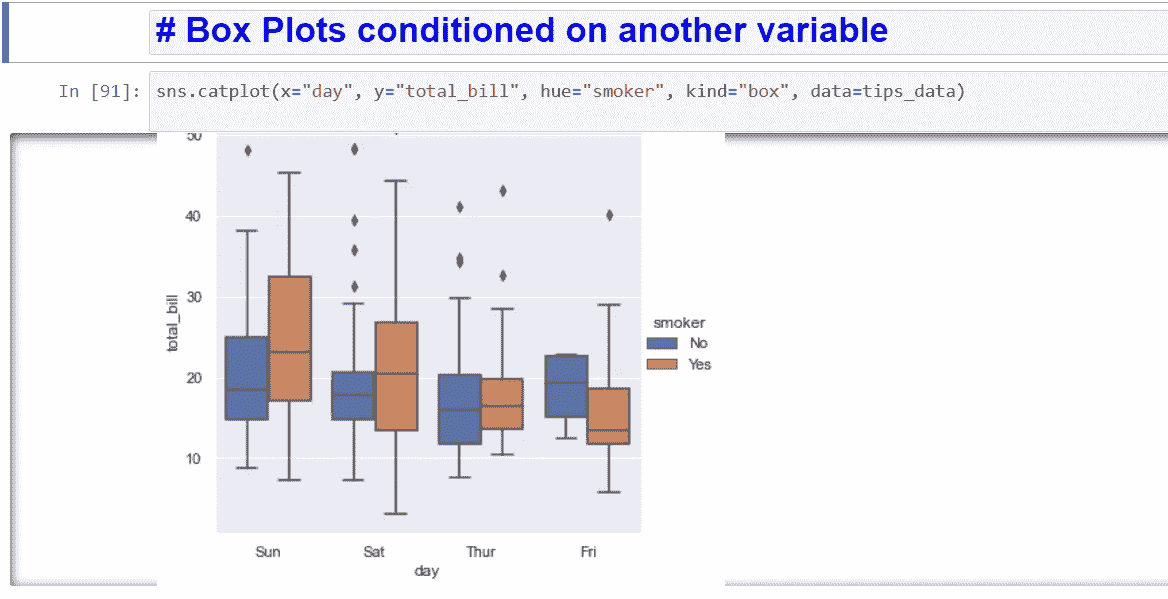 # Box Plots conditioned on another variable
In [91]: sns.catplot(x="day", y="total_bill", hue="smoker", kind="box", data=tips_data)
50
40
30
20
10
total_bill
Sun Sat Thur Fri
day
smoker
No
Yes